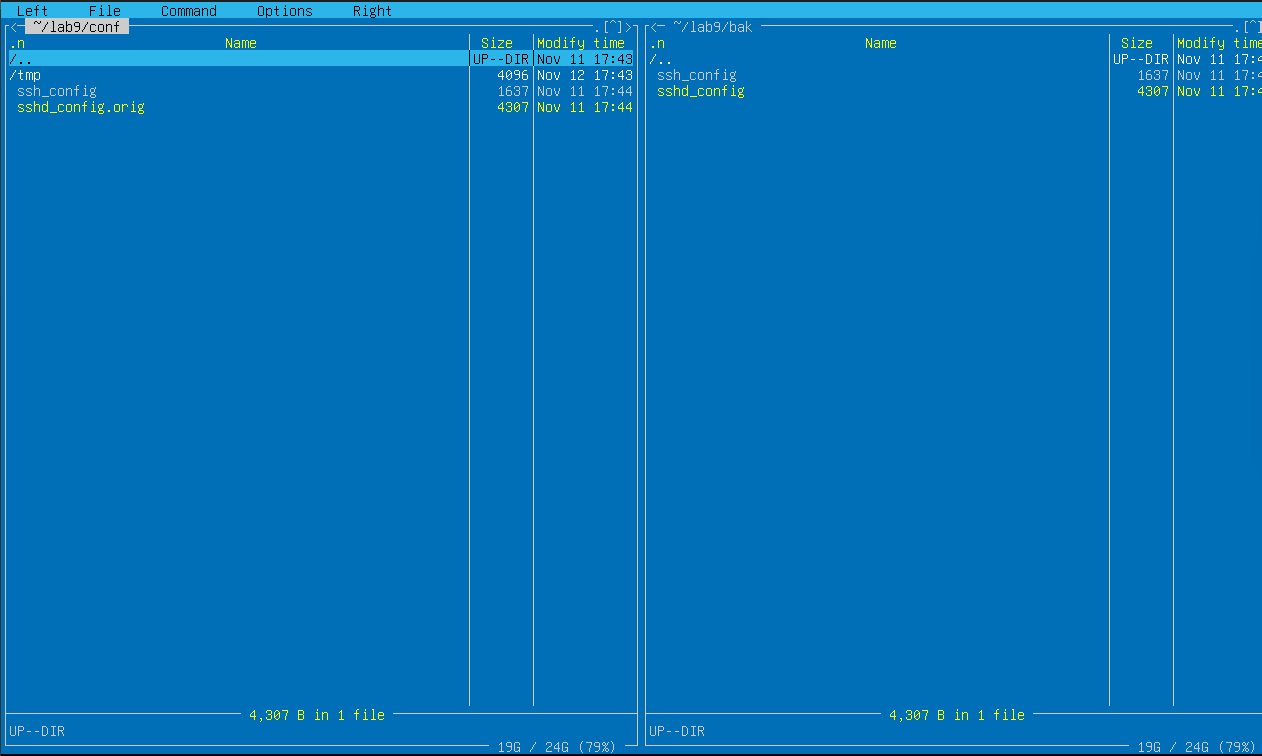 Left File Command Options Right
<─ ~/lab9/conf .[^]>
.n Name Size Modify time
/.. UP--DIR Nov 11 17:43
/tmp 4096 Nov 12 17:43
ssh_config 1637 Nov 11 17:44
sshd_config.orig 4307 Nov 11 17:44
4,307 B in 1 file
UP--DIR
19G / 24G (79%)
<─ ~/lab9/bak .[^]
.n Name Size Modify time
/.. UP--DIR Nov 11 17:4
ssh_config 1637 Nov 11 17:4
sshd_config 4307 Nov 11 17:4
4,307 B in 1 file
UP--DIR
19G / 24G (79%)